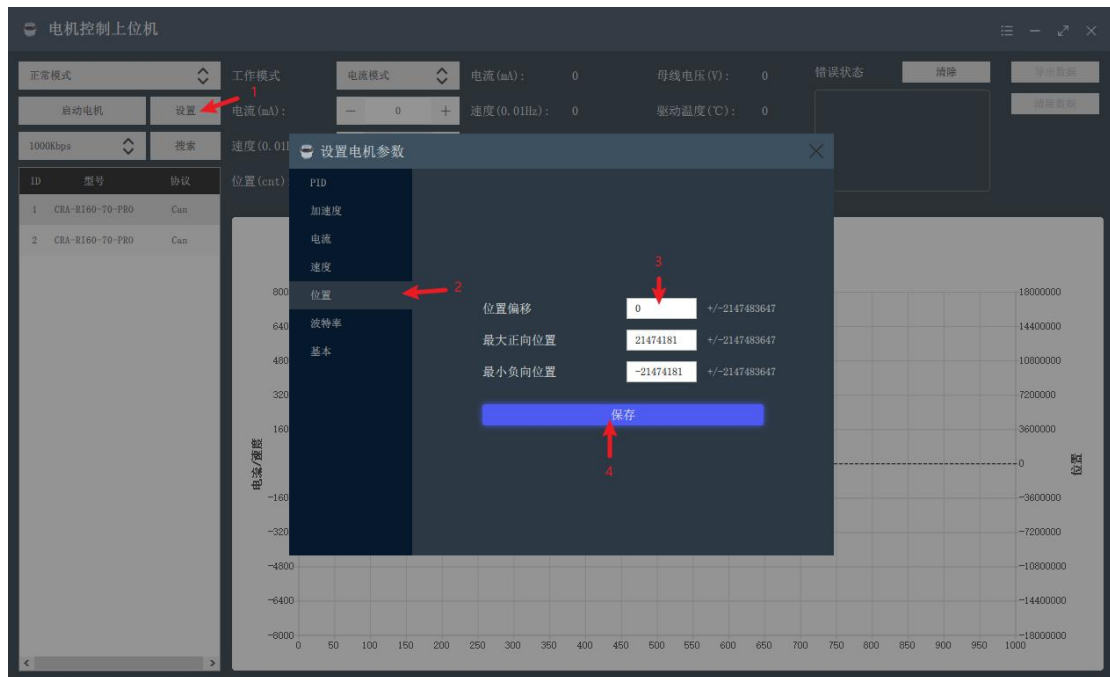 电机控制上位机
正常模式 工作模式 电流模式 电流(mA): 0 母线电压(V): 0 错误状态 清除 导出数据
1
启动电机 设置 电流(mA): — 0 + 速度(0.01Hz): 0 驱动温度(℃): 0 清除数据
1000Kbps 搜索 速度(0.01
设置电机参数
ID 型号 协议 位置(cnt)
PID
1 CRA-RI60-70-PRO Can
加速度
2 CRA-RI60-70-PRO Can
电流
速度
3
位置
2
位置偏移 0 +/-2147483647
波特率
最大正向位置 21474181 +/-2147483647
基本
最小负向位置 -21474181 +/-2147483647
保存
4
800
640
480
320
160
-160
-320
-4800
-6400
-8000
电流/速度
18000000
14400000
10800000
7200000
3600000
0
-3600000
-7200000
-10800000
-14400000
-18000000
位置
0 50 100 150 200 250 300 350 400 450 500 550 600 650 700 750 800 850 900 950 1000